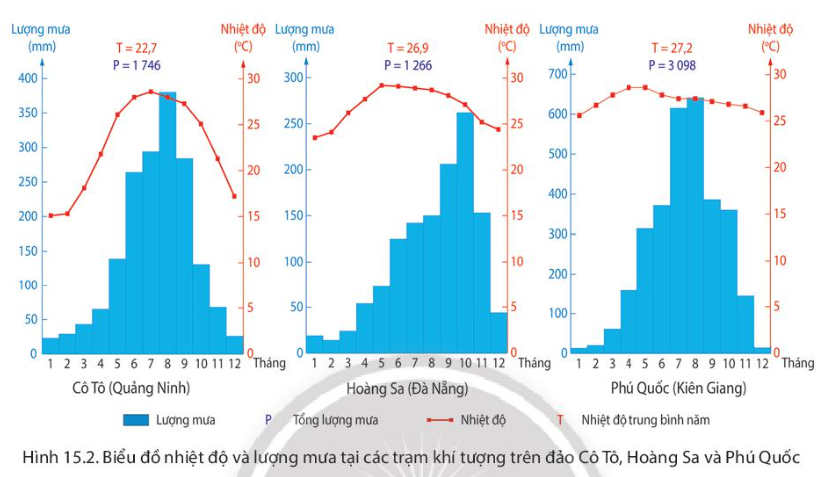 Lượng mưa
(mm)
T = 22,7
P = 1 746
Nhiệt độ
(°C)
400
350
300
250
200
150
100
50
0
30
25
20
15
10
5
0
1 2 3 4 5 6 7 8 9 10 11 12 Tháng
Cô Tô (Quảng Ninh)
Lượng mưa
(mm)
T = 26,9
P = 1 266
Nhiệt độ
(°C)
300
250
200
150
100
50
0
30
25
20
15
10
5
0
1 2 3 4 5 6 7 8 9 10 11 12 Tháng
Hoàng Sa (Đà Nẵng)
Lượng mưa
(mm)
T = 27,2
P = 3 098
Nhiệt độ
(°C)
700
600
500
400
300
200
100
0
30
25
20
15
10
5
0
1 2 3 4 5 6 7 8 9 10 11 12 Tháng
Phú Quốc (Kiên Giang)
Lượng mưa P Tổng lượng mưa Nhiệt độ T Nhiệt độ trung bình năm
Hình 15.2. Biểu đồ nhiệt độ và lượng mưa tại các trạm khí tượng trên đảo Cô Tô, Hoàng Sa và Phú Quốc